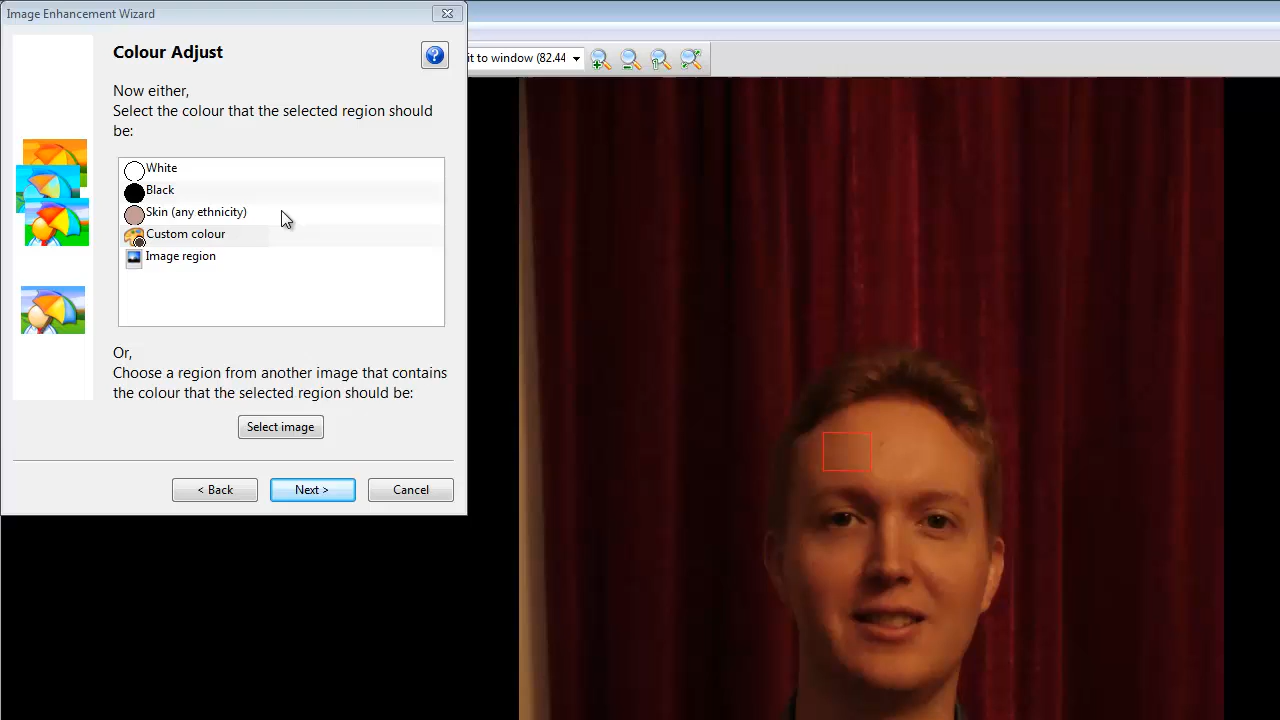 Image Enhancement Wizard
Colour Adjust
Now either,
Select the colour that the selected region should
be:
White
Black
Skin (any ethnicity)
Custom colour
Image region
Or,
Choose a region from another image that contains
the colour that the selected region should be:
Select image
< Back
Next >
Cancel
it to window (82.44